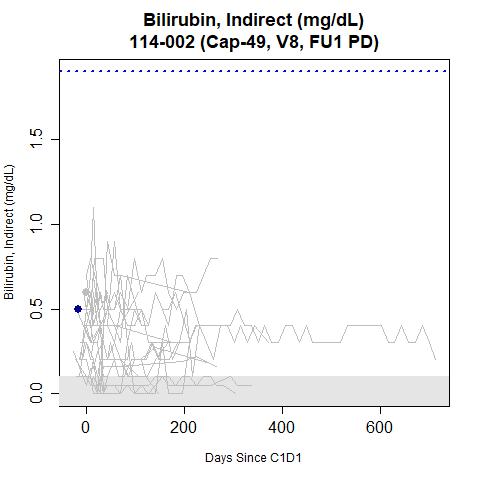 Bilirubin, Indirect (mg/dL)
114-002 (Cap-49, V8, FU1 PD)
Bilirubin, Indirect (mg/dL)
1.5
1.0
0.5
0.0
0
200
400
600
Days Since C1D1